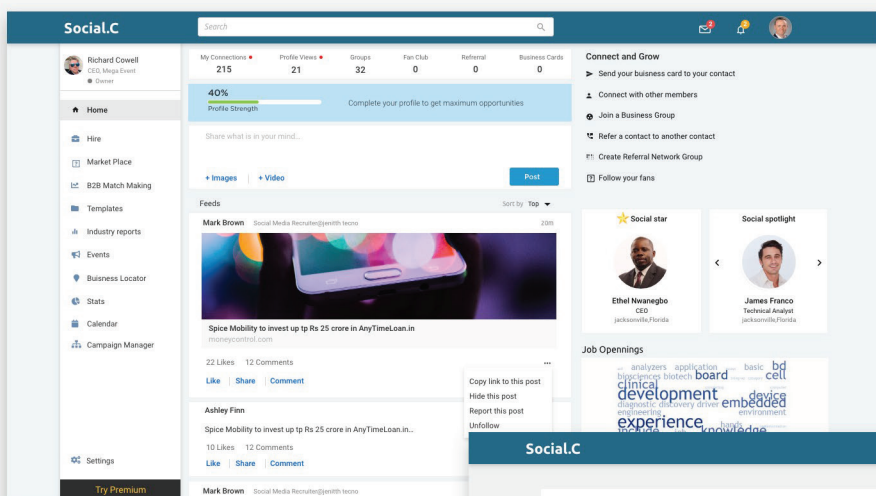 Social.C
Search
2
2
Richard Cowell
CEO, Mega Event
Owner
Home
Hire
Market Place
B2B Match Making
Templates
Industry reports
Events
Buisness Locator
Stats
Calendar
Campaign Manager
Settings
Try Premium
My Connections
215
Profile Views
21
Groups
32
Fan Club
0
Referral
0
Business Cards
0
40%
Profile Strength
Complete your profile to get maximum opportunities
Share what is in your mind...
+ Images
+ Video
Post
Feeds
Sort by Top
Mark Brown Social Media Recruiter@jenith tecno
20m
Spice Mobility to invest up tp Rs 25 crore in AnyTimeLoan.in
moneycontrol.com
22 Likes 12 Comments
Like Share Comment
Copy link to this post
Hide this post
Report this post
Unfollow
Ashley Finn
Spice Mobility to invest up tp Rs 25 crore in AnyTimeLoan.in..
10 Likes 12 Comments
Like Share Comment
Mark Brown Social Media Recruiter@jenith tecno
Connect and Grow
Send your buisness card to your contact
Connect with other members
Join a Business Group
Refer a contact to another contact
Create Referral Network Group
Follow your fans
Social star
Ethel Nwanegbo
CEO
jacksonville,Florida
Social spotlight
James Franco
Technical Analyst
jacksonville,Florida
Job Opennings
analyzers application basic bd
biosciences biotech board cell
clinical
development device
diagnostic discovery driver embedded
engineering environment
experience hands
include job knowledge
Social.C